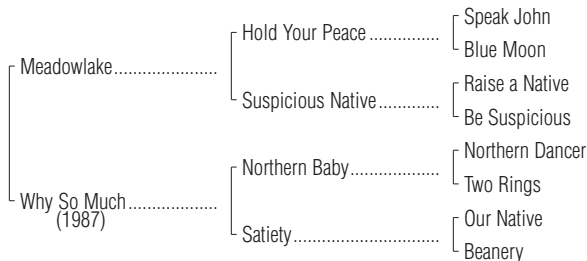 Speak John
Hold Your Peace ...............
Blue Moon
Meadowlake......................
Raise a Native
Suspicious Native.............
Be Suspicious
Northern Dancer
Northern Baby...................
Two Rings
Why So Much...................
(1987)
Our Native
Satiety...............................
Beanery